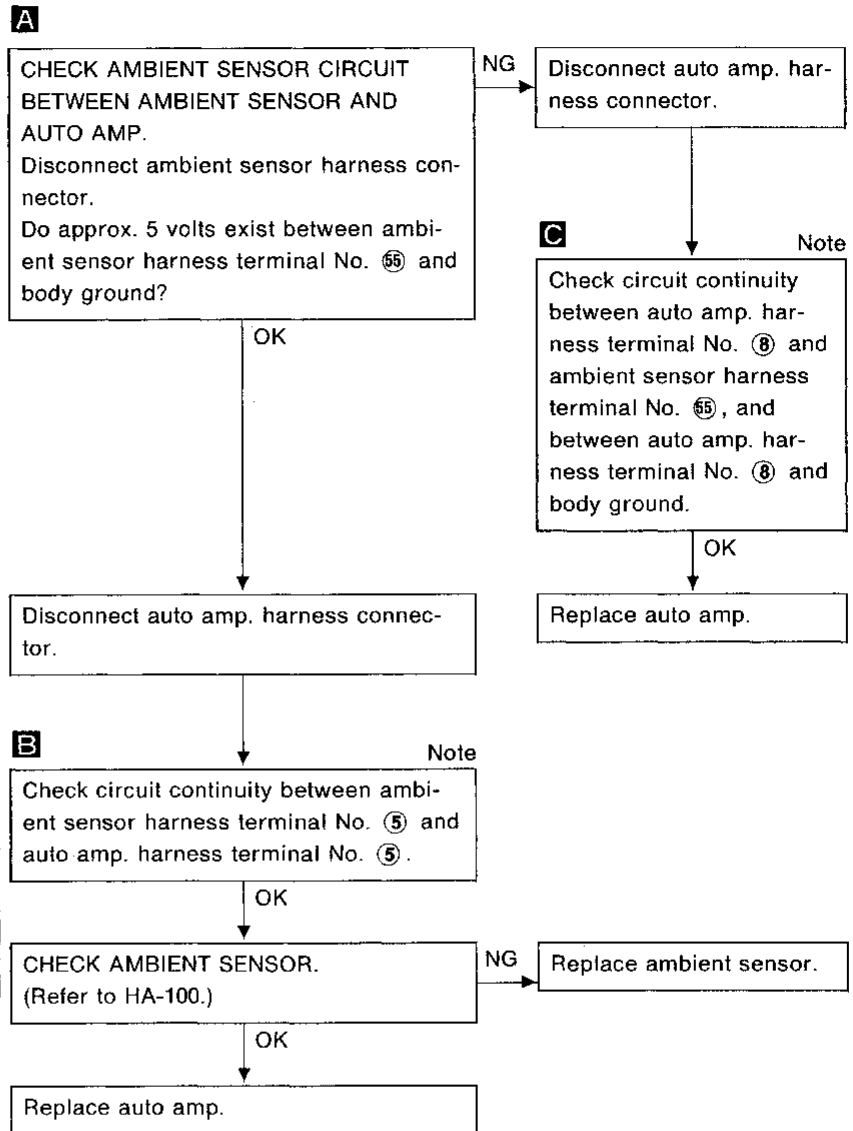 A
CHECK AMBIENT SENSOR CIRCUIT
BETWEEN AMBIENT SENSOR AND
AUTO AMP.
Disconnect ambient sensor harness con-
nector.
Do approx. 5 volts exist between ambi-
ent sensor harness terminal No. 55 and
body ground?
NG
Disconnect auto amp. har-
ness connector.
C
Note
Check circuit continuity
between auto amp. har-
ness terminal No. 8 and
ambient sensor harness
terminal No. 55, and
between auto amp. har-
ness terminal No. 8 and
body ground.
OK
Replace auto amp.
OK
Disconnect auto amp. harness connec-
tor.
B
Note
Check circuit continuity between ambi-
ent sensor harness terminal No. 5 and
auto amp. harness terminal No. 5.
OK
CHECK AMBIENT SENSOR.
(Refer to HA-100.)
NG
Replace ambient sensor.
OK
Replace auto amp.